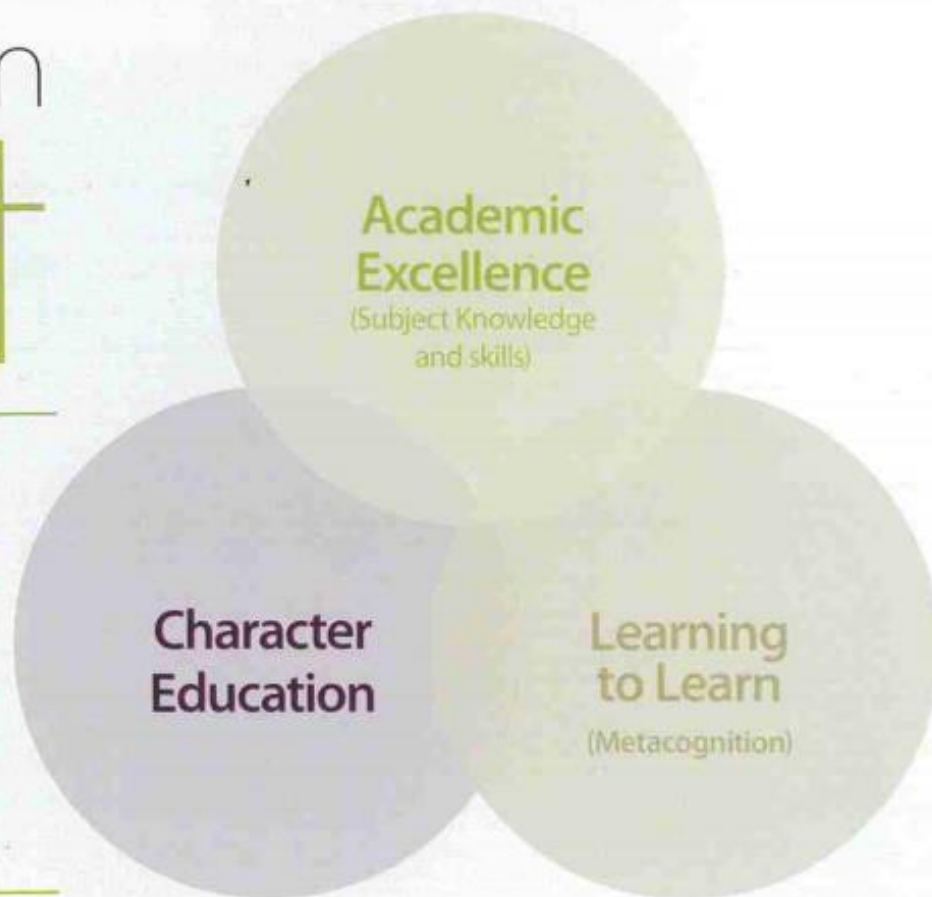 n
Academic
Excellence
(Subject Knowledge
and skills)
Character
Education
Learning
to Learn
(Metacognition)